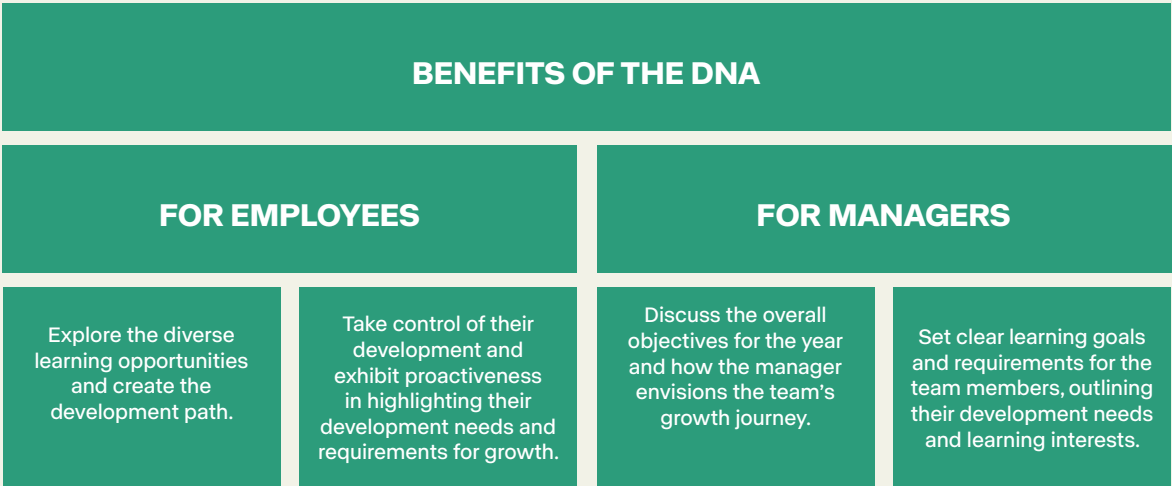 BENEFITS OF THE DNA
FOR EMPLOYEES
FOR MANAGERS
Explore the diverse
learning opportunities
and create the
development path.
Take control of their
development and
exhibit proactiveness
in highlighting their
development needs and
requirements for growth.
Discuss the overall
objectives for the year
and how the manager
envisions the team’s
growth journey.
Set clear learning goals
and requirements for the
team members, outlining
their development needs
and learning interests.